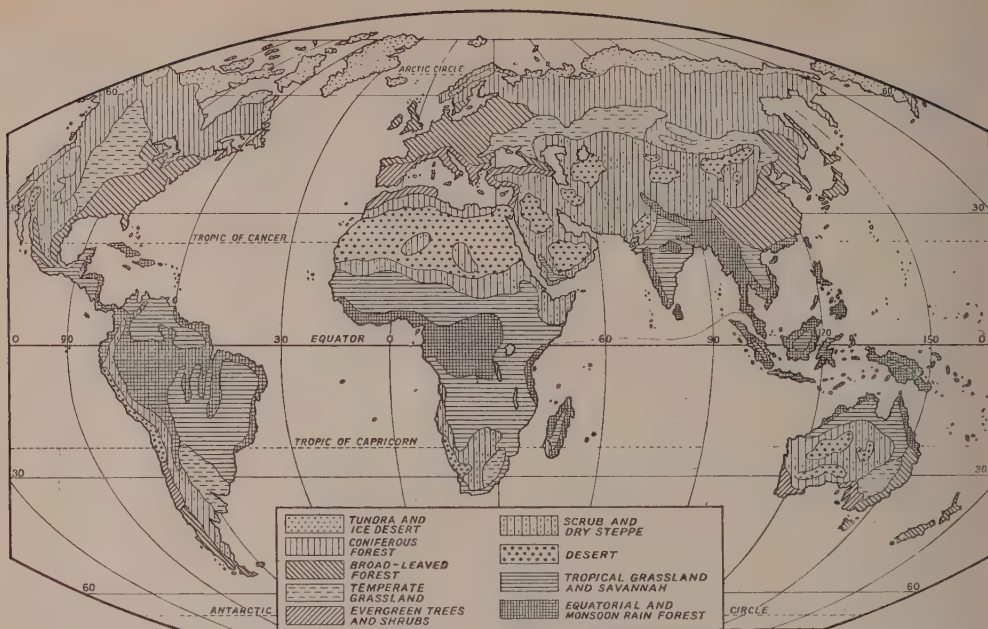 ARCTIC CIRCLE
60
60
30
30
TROPIC OF CANCER
0
90
30
EQUATOR
0
60
90
120
150
0
TROPIC OF CAPRICORN
30
30
TUNDRA AND
ICE DESERT
CONIFEROUS
FOREST
BROAD-LEAVED
FOREST
TEMPERATE
GRASSLAND
EVERGREEN TREES
AND SHRUBS
SCRUB AND
DRY STEPPE
DESERT
TROPICAL GRASSLAND
AND SAVANNAH
EQUATORIAL AND
MONSOON RAIN FOREST
60
60
ANTARCTIC
CIRCLE